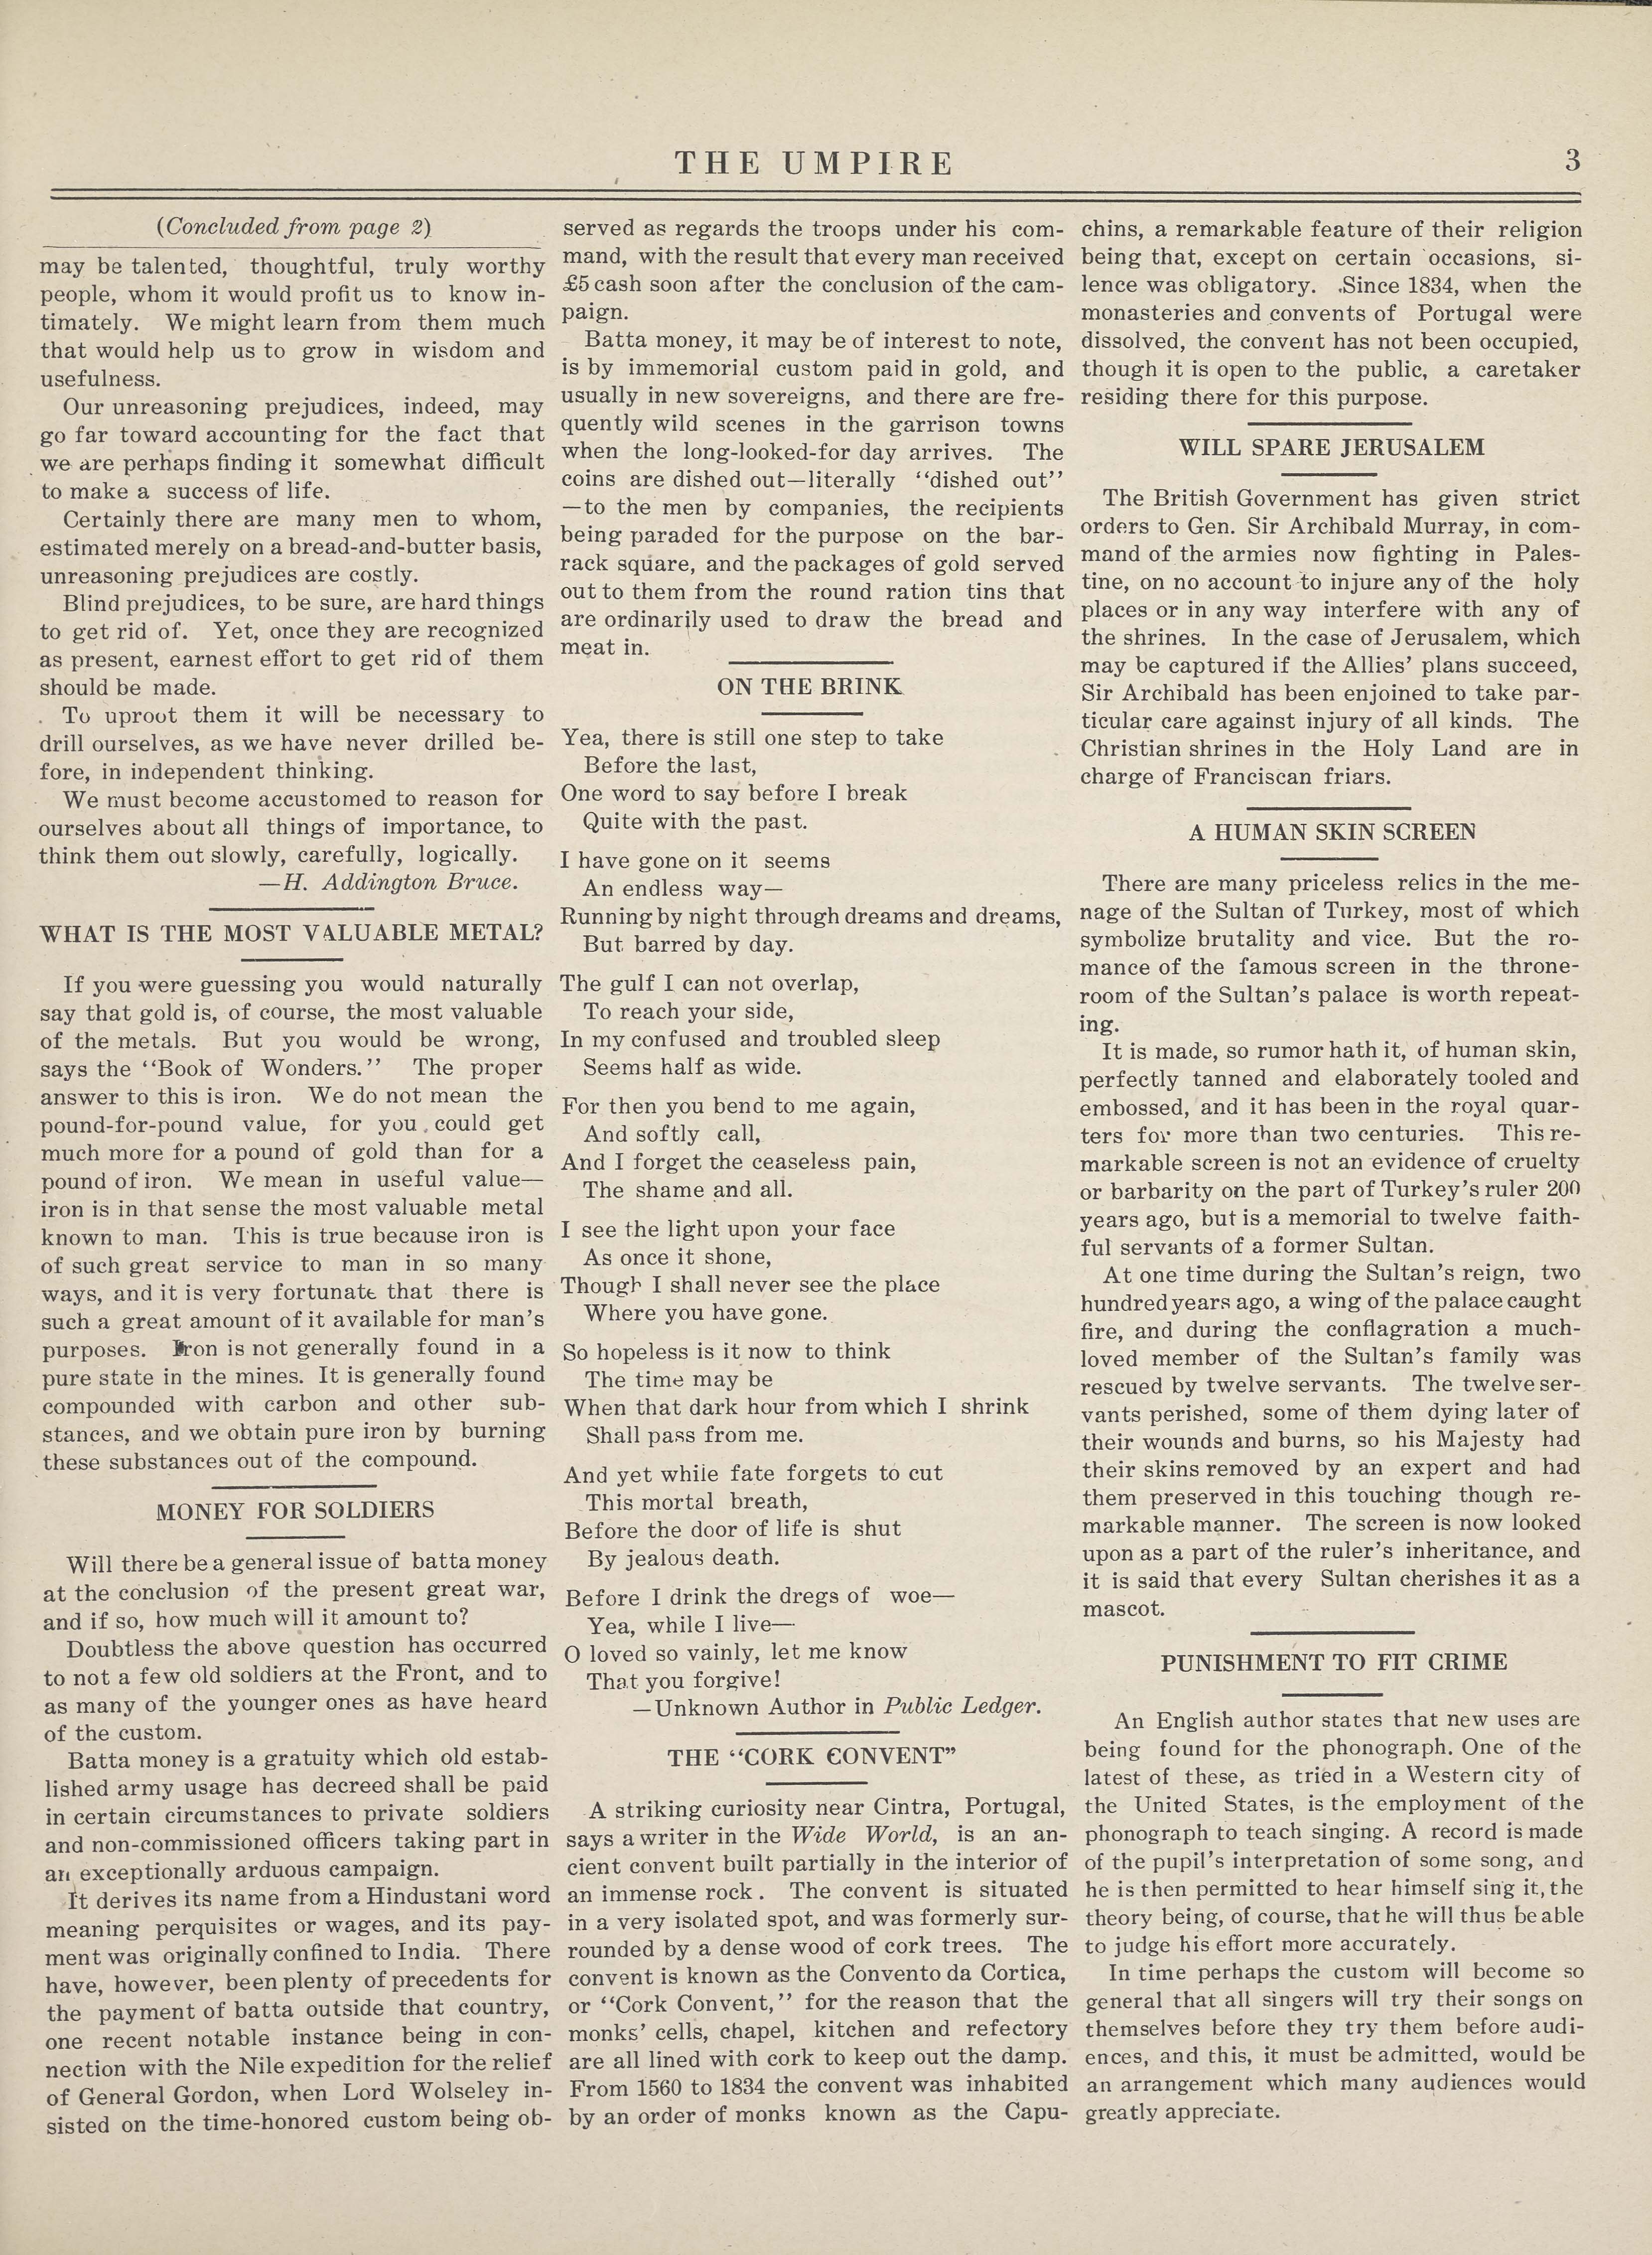 THE UMPIRE
3
(Concluded from page 2)
may be talented, thoughtful, truly worthy
people, whom it would profit us to know in-
timately. We might learn from them much
that would help us to grow in wisdom and
usefulness.
Our unreasoning prejudices, indeed, may
go far toward accounting for the fact that
we are perhaps finding it somewhat difficult
to make a success of life.
Certainly there are many men to whom,
estimated merely on a bread-and-butter basis,
unreasoning prejudices are costly.
Blind prejudices, to be sure, are hard things
to get rid of. Yet, once they are recognized
as present, earnest effort to get rid of them
should be made.
To uproot them it will be necessary to
drill ourselves, as we have never drilled be-
fore, in independent thinking.
We must become accustomed to reason for
ourselves about all things of importance, to
think them out slowly, carefully, logically.
—H. Addington Bruce.
WHAT IS THE MOST VALUABLE METAL?
If you were guessing you would naturally
say that gold is, of course, the most valuable
of the metals. But you would be wrong,
says the "Book of Wonders." The proper
answer to this is iron. We do not mean the
pound-for-pound value, for you could get
much more for a pound of gold than for a
pound of iron. We mean in useful value—
iron is in that sense the most valuable metal
known to man. This is true because iron is
of such great service to man in so many
ways, and it is very fortunate that there is
such a great amount of it available for man's
purposes. Iron is not generally found in a
pure state in the mines. It is generally found
compounded with carbon and other sub-
stances, and we obtain pure iron by burning
these substances out of the compound.
MONEY FOR SOLDIERS
Will there be a general issue of batta money
at the conclusion of the present great war,
and if so, how much will it amount to?
Doubtless the above question has occurred
to not a few old soldiers at the Front, and to
as many of the younger ones as have heard
of the custom.
Batta money is a gratuity which old estab-
lished army usage has decreed shall be paid
in certain circumstances to private soldiers
and non-commissioned officers taking part in
an exceptionally arduous campaign.
It derives its name from a Hindustani word
meaning perquisites or wages, and its pay-
ment was originally confined to India. There
have, however, been plenty of precedents for
the payment of batta outside that country,
one recent notable instance being in con-
nection with the Nile expedition for the relief
of General Gordon, when Lord Wolseley in-
sisted on the time-honored custom being ob-
served as regards the troops under his com-
mand, with the result that every man received
£5 cash soon after the conclusion of the cam-
paign.
Batta money, it may be of interest to note,
is by immemorial custom paid in gold, and
usually in new sovereigns, and there are fre-
quently wild scenes in the garrison towns
when the long-looked-for day arrives. The
coins are dished out—literally "dished out"
—to the men by companies, the recipients
being paraded for the purpose on the bar-
rack square, and the packages of gold served
out to them from the round ration tins that
are ordinarily used to draw the bread and
meat in.
ON THE BRINK
Yea, there is still one step to take
Before the last,
One word to say before I break
Quite with the past.
I have gone on it seems
An endless way—
Running by night through dreams and dreams,
But barred by day.
The gulf I can not overlap,
To reach your side,
In my confused and troubled sleep
Seems half as wide.
For then you bend to me again,
And softly call,
And I forget the ceaseless pain,
The shame and all.
I see the light upon your face
As once it shone,
Though I shall never see the place
Where you have gone.
So hopeless is it now to think
The time may be
When that dark hour from which I shrink
Shall pass from me.
And yet while fate forgets to cut
This mortal breath,
Before the door of life is shut
By jealous death.
Before I drink the dregs of woe—
Yea, while I live—
O loved so vainly, let me know
That you forgive!
—Unknown Author in Public Ledger.
THE "CORK CONVENT"
A striking curiosity near Cintra, Portugal,
says a writer in the Wide World, is an an-
cient convent built partially in the interior of
an immense rock. The convent is situated
in a very isolated spot, and was formerly sur-
rounded by a dense wood of cork trees. The
convent is known as the Convento da Cortica,
or "Cork Convent," for the reason that the
monks' cells, chapel, kitchen and refectory
are all lined with cork to keep out the damp.
From 1560 to 1834 the convent was inhabited
by an order of monks known as the Capu-
chins, a remarkable feature of their religion
being that, except on certain occasions, si-
lence was obligatory. Since 1834, when the
monasteries and convents of Portugal were
dissolved, the convent has not been occupied,
though it is open to the public, a caretaker
residing there for this purpose.
WILL SPARE JERUSALEM
The British Government has given strict
orders to Gen. Sir Archibald Murray, in com-
mand of the armies now fighting in Pales-
tine, on no account to injure any of the holy
places or in any way interfere with any of
the shrines. In the case of Jerusalem, which
may be captured if the Allies' plans succeed,
Sir Archibald has been enjoined to take par-
ticular care against injury of all kinds. The
Christian shrines in the Holy Land are in
charge of Franciscan friars.
A HUMAN SKIN SCREEN
There are many priceless relics in the me-
nage of the Sultan of Turkey, most of which
symbolize brutality and vice. But the ro-
mance of the famous screen in the throne-
room of the Sultan's palace is worth repeat-
ing.
It is made, so rumor hath it, of human skin,
perfectly tanned and elaborately tooled and
embossed, and it has been in the royal quar-
ters for more than two centuries. This re-
markable screen is not an evidence of cruelty
or barbarity on the part of Turkey's ruler 200
years ago, but is a memorial to twelve faith-
ful servants of a former Sultan.
At one time during the Sultan's reign, two
hundred years ago, a wing of the palace caught
fire, and during the conflagration a much-
loved member of the Sultan's family was
rescued by twelve servants. The twelve ser-
vants perished, some of them dying later of
their wounds and burns, so his Majesty had
their skins removed by an expert and had
them preserved in this touching though re-
markable manner. The screen is now looked
upon as a part of the ruler's inheritance, and
it is said that every Sultan cherishes it as a
mascot.
PUNISHMENT TO FIT CRIME
An English author states that new uses are
being found for the phonograph. One of the
latest of these, as tried in a Western city of
the United States, is the employment of the
phonograph to teach singing. A record is made
of the pupil's interpretation of some song, and
he is then permitted to hear himself sing it, the
theory being, of course, that he will thus be able
to judge his effort more accurately.
In time perhaps the custom will become so
general that all singers will try their songs on
themselves before they try them before audi-
ences, and this, it must be admitted, would be
an arrangement which many audiences would
greatly appreciate.